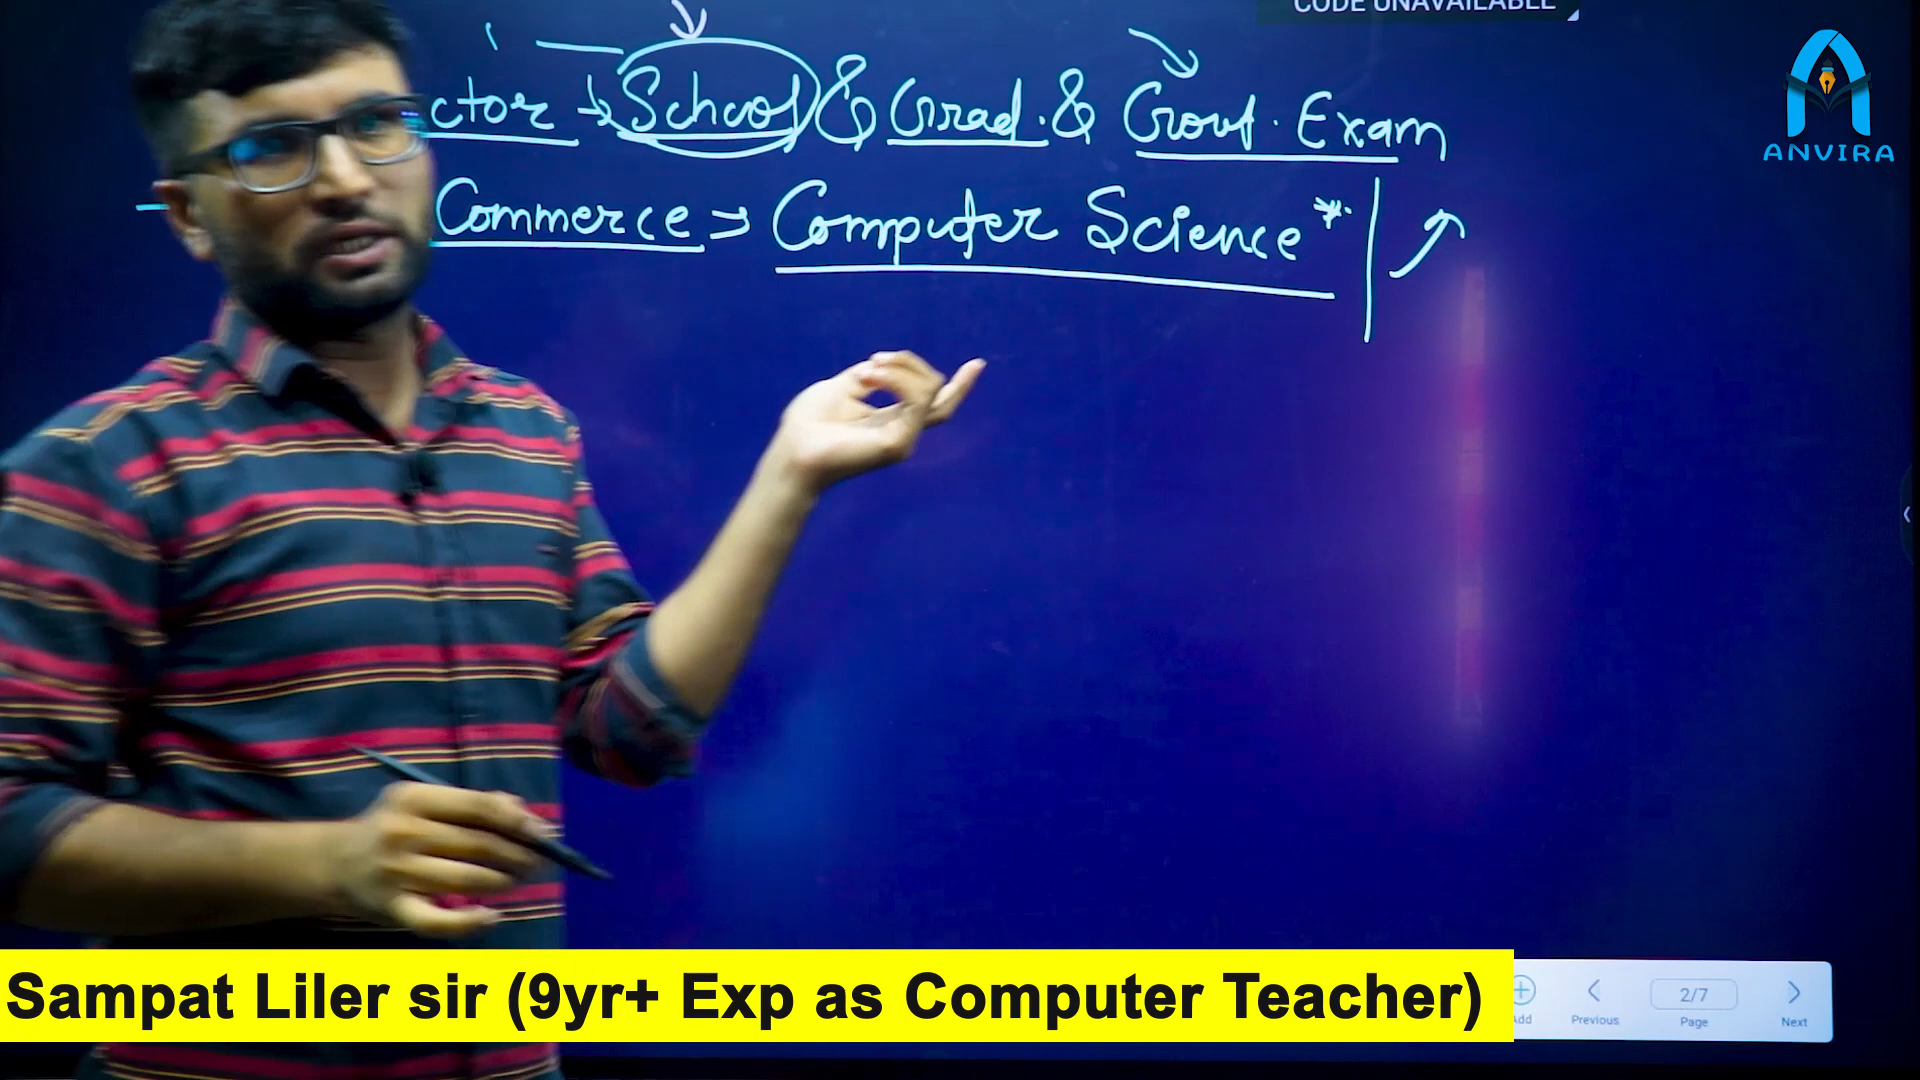 CODE UNAVAILABLE
ctor → School & Grad. & Govt. Exam
ANVIRA
Commerce → Computer Science *
Sampat Liler sir (9yr+ Exp as Computer Teacher)
Add Previous 2/7 Page Next